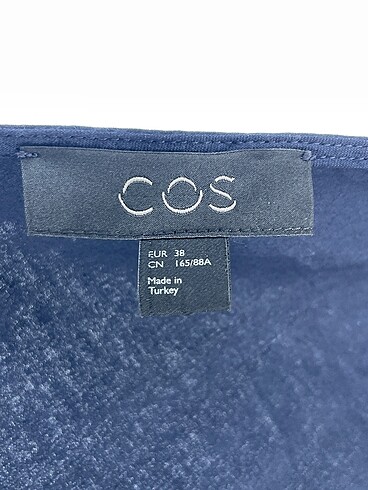 COS
EUR 38
CN 165/88A
Made in
Turkey